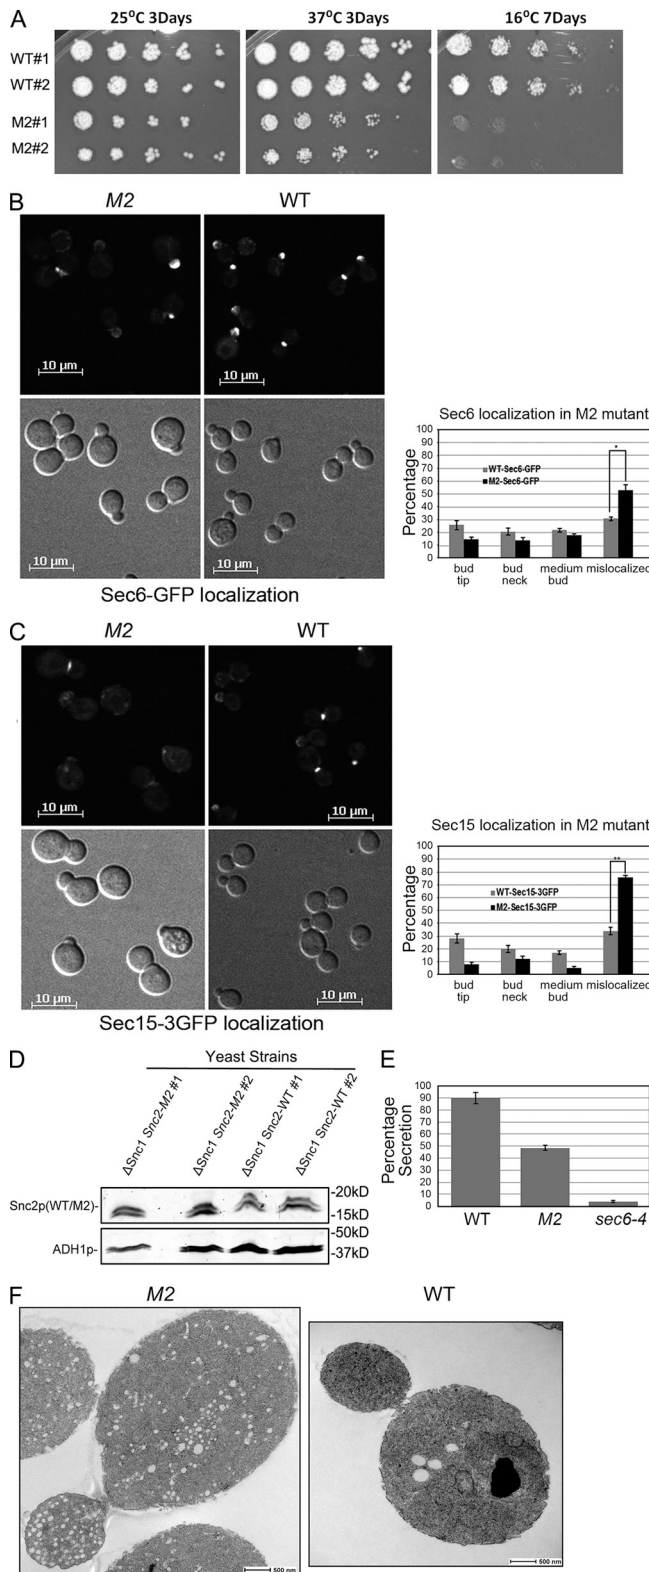 A
25°C 3Days
37°C 3Days
16°C 7Days
WT#1
WT#2
M2#1
M2#2
B
M2
WT
10 µm
10 µm
10 µm
10 µm
Sec6-GFP localization
Sec6 localization in M2 mutant
Percentage
100
90
80
70
60
50
40
30
20
10
0
WT-Sec6-GFP
M2-Sec6-GFP
*
bud tip
bud neck
medium bud
mislocalized
C
M2
WT
10 µm
10 µm
10 µm
10 µm
Sec15-3GFP localization
Sec15 localization in M2 mutant
Percentage
100
90
80
70
60
50
40
30
20
10
0
WT-Sec15-3GFP
M2-Sec15-3GFP
**
bud tip
bud neck
medium bud
mislocalized
D
Yeast Strains
ΔSnc1 Snc2-M2 #1
ΔSnc1 Snc2-M2 #2
ΔSnc1 Snc2-WT #1
ΔSnc1 Snc2-WT #2
Snc2p(WT/M2)-
-20kD
-15kD
ADH1p-
-50kD
-37kD
E
Percentage Secretion
100
90
80
70
60
50
40
30
20
10
0
WT
M2
sec6-4
F
M2
WT
500 nm
500 nm